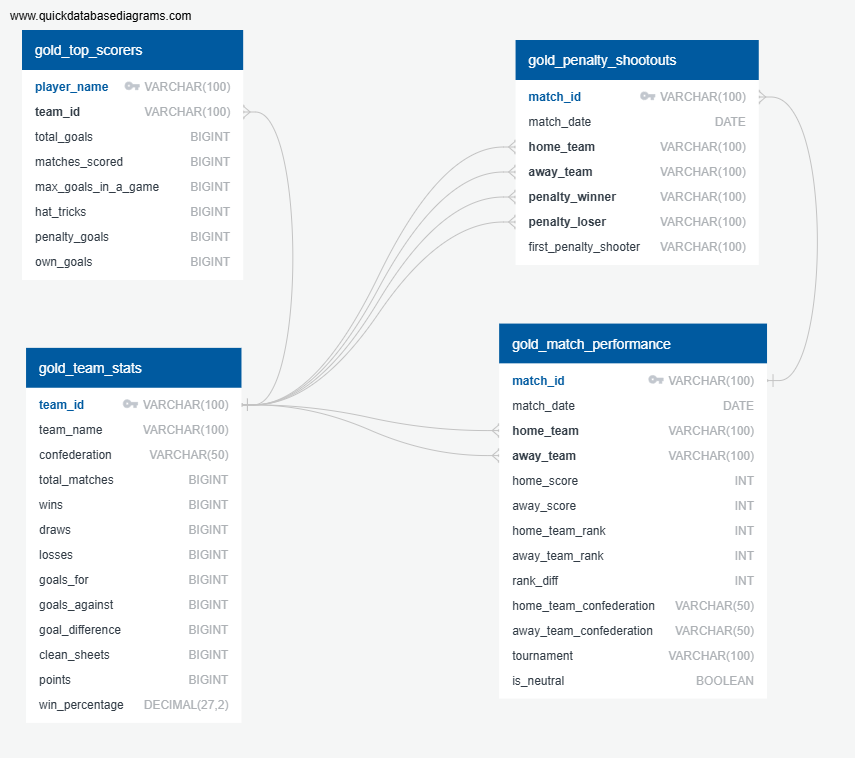 www.quickdatabasediagrams.com
gold_top_scorers
player_name VARCHAR(100)
team_id VARCHAR(100)
total_goals BIGINT
matches_scored BIGINT
max_goals_in_a_game BIGINT
hat_tricks BIGINT
penalty_goals BIGINT
own_goals BIGINT
gold_penalty_shootouts
match_id VARCHAR(100)
match_date DATE
home_team VARCHAR(100)
away_team VARCHAR(100)
penalty_winner VARCHAR(100)
penalty_loser VARCHAR(100)
first_penalty_shooter VARCHAR(100)
gold_team_stats
team_id VARCHAR(100)
team_name VARCHAR(100)
confederation VARCHAR(50)
total_matches BIGINT
wins BIGINT
draws BIGINT
losses BIGINT
goals_for BIGINT
goals_against BIGINT
goal_difference BIGINT
clean_sheets BIGINT
points BIGINT
win_percentage DECIMAL(27,2)
gold_match_performance
match_id VARCHAR(100)
match_date DATE
home_team VARCHAR(100)
away_team VARCHAR(100)
home_score INT
away_score INT
home_team_rank INT
away_team_rank INT
rank_diff INT
home_team_confederation VARCHAR(50)
away_team_confederation VARCHAR(50)
tournament VARCHAR(100)
is_neutral BOOLEAN